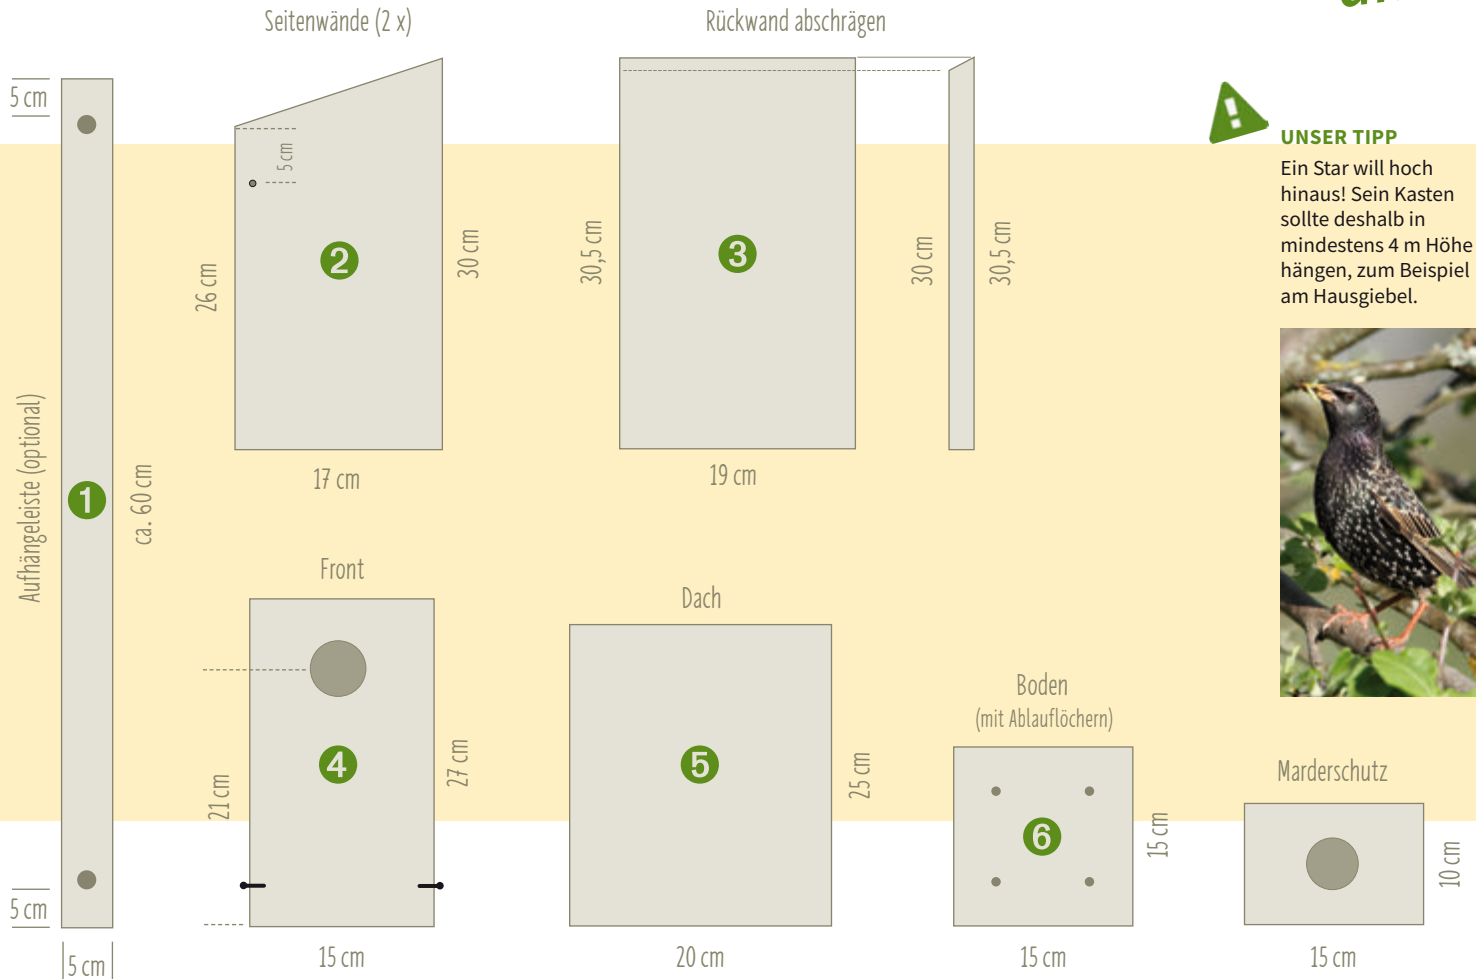 Seitenwände (2 x)
Rückwand abschrägen
5 cm
5 cm
26 cm
2
30 cm
17 cm
30,5 cm
3
19 cm
30 cm
30,5 cm
UNSER TIPP
Ein Star will hoch
hinaus! Sein Kasten
sollte deshalb in
mindestens 4 m Höhe
hängen, zum Beispiel
am Hausgiebel.
Aufhängeleiste (optional)
1
ca. 60 cm
5 cm
5 cm
Front
21 cm
4
27 cm
15 cm
Dach
5
25 cm
20 cm
Boden
(mit Ablauflöchern)
6
15 cm
15 cm
Marderschutz
10 cm
15 cm